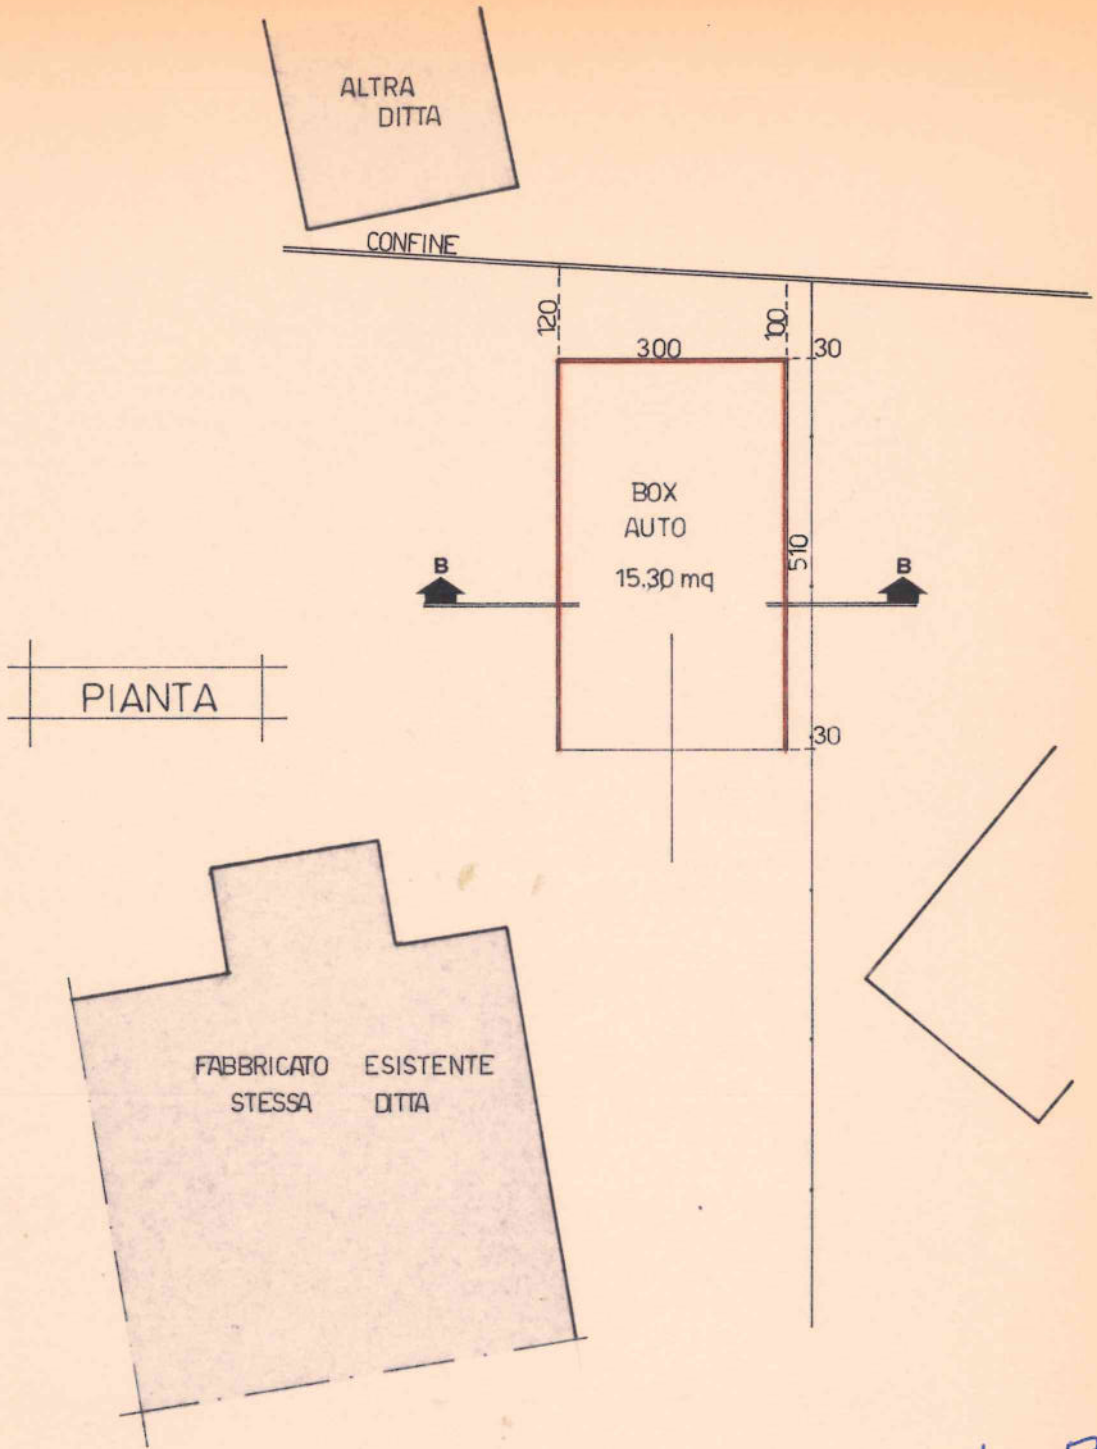 ALTRA
DITTA
CONFINE
120
100
300
30
BOX
AUTO
15.30 mq
510
B
B
PIANTA
30
FABBRICATO ESISTENTE
STESSA DITTA